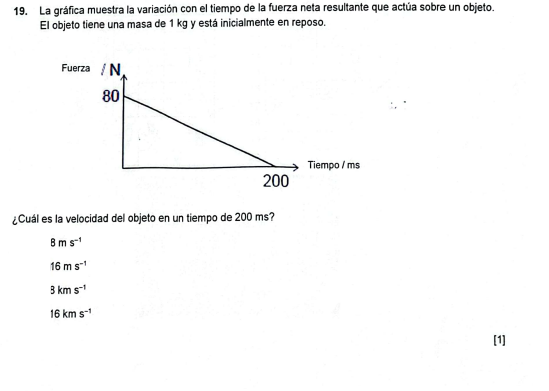 19. La gráfica muestra la variación con el tiempo de la fuerza neta resultante que actúa sobre un objeto.
El objeto tiene una masa de 1 kg y está inicialmente en reposo.
Fuerza / N
80
Tiempo / ms
200
¿Cuál es la velocidad del objeto en un tiempo de 200 ms?
8 m s⁻¹
16 m s⁻¹
8 km s⁻¹
16 km s⁻¹
[1]